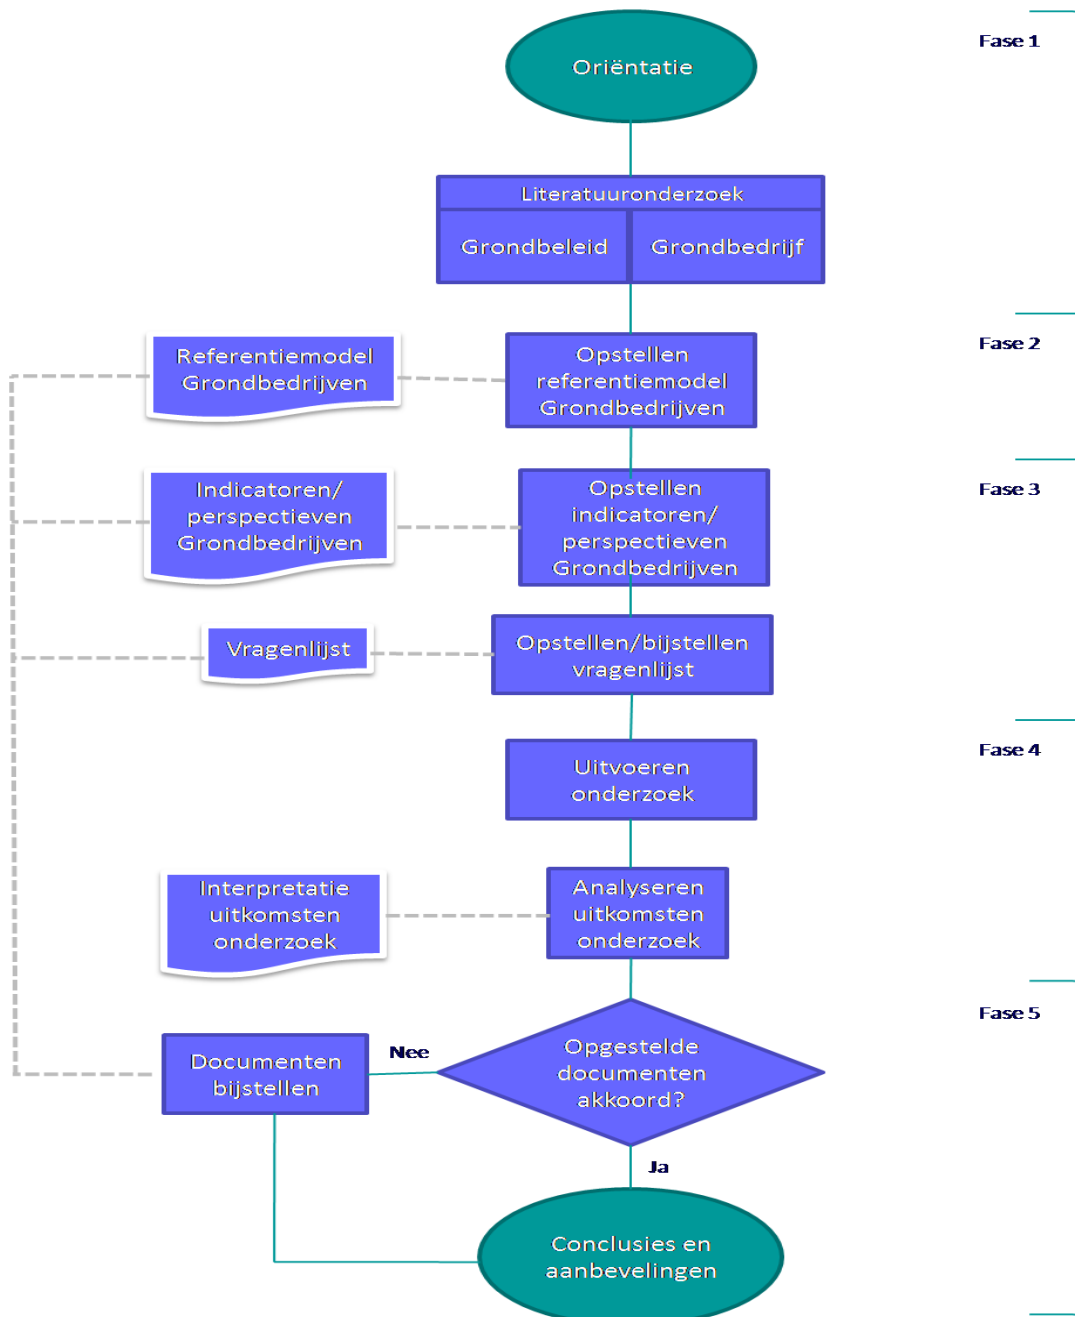 Fase 1
Oriëntatie
Literatuuronderzoek
Grondbeleid
Grondbedrijf
Fase 2
Referentiemodel
Grondbedrijven
Opstellen
referentiemodel
Grondbedrijven
Fase 3
Indicatoren/
perspectieven
Grondbedrijven
Opstellen
indicatoren/
perspectieven
Grondbedrijven
Vragenlijst
Opstellen/bijstellen
vragenlijst
Fase 4
Uitvoeren
onderzoek
Interpretatie
uitkomsten
onderzoek
Analyseren
uitkomsten
onderzoek
Fase 5
Documenten
bijstellen
Nee
Opgestelde
documenten
akkoord?
Ja
Conclusies en
aanbevelingen